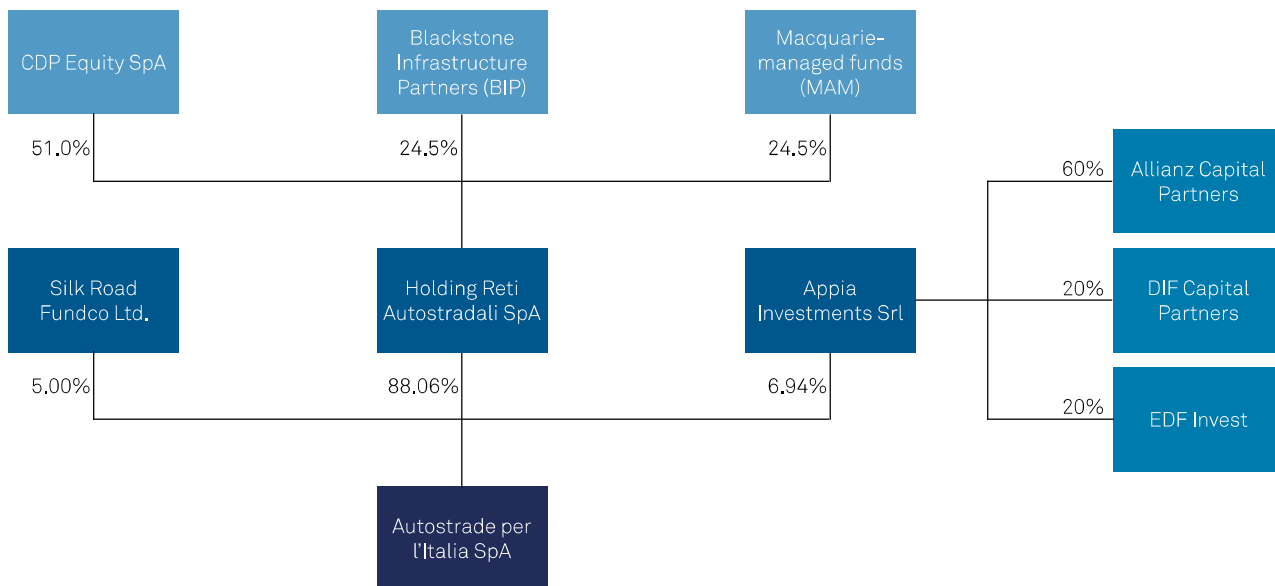 CDP Equity SpA
Blackstone
Infrastructure
Partners (BIP)
Macquarie-
managed funds
(MAM)
51.0%
24.5%
24.5%
60%
Allianz Capital
Partners
Silk Road
Fundco Ltd.
Holding Reti
Autostradali SpA
Appia
Investments Srl
20%
DIF Capital
Partners
5.00%
88.06%
6.94%
20%
EDF Invest
Autostrade per
l'Italia SpA